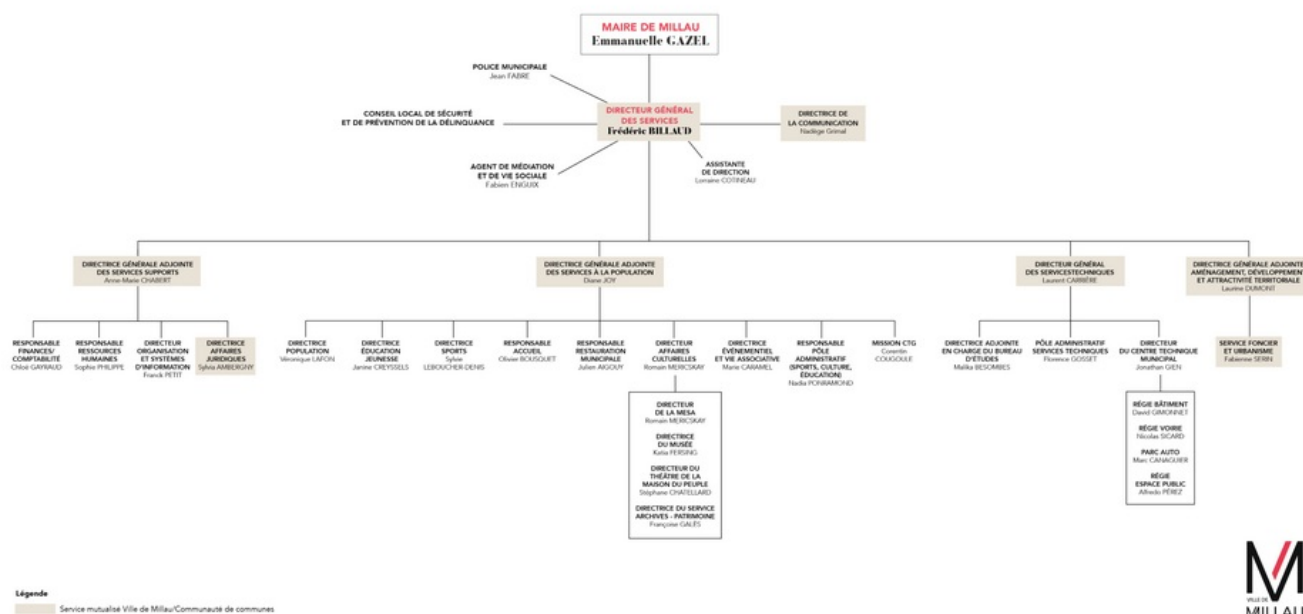 MAIRE DE MILLAU
Emmanuelle GAZEL
POLICE MUNICIPALE
Jean FABRE
CONSEIL LOCAL DE SÉCURITÉ
ET DE PRÉVENTION DE LA DÉLINQUANCE
DIRECTEUR GÉNÉRAL
DES SERVICES
Frédéric BILLAUD
DIRECTRICE DE
LA COMMUNICATION
Nadège Grimal
AGENT DE MÉDIATION
ET DE VIE SOCIALE
Fabien ENGUIX
ASSISTANTE
DE DIRECTION
Lorraine COTINEAU
DIRECTRICE GÉNÉRALE ADJOINTE
DES SERVICES SUPPORTS
Anne-Marie CHABERT
DIRECTRICE GÉNÉRALE ADJOINTE
DES SERVICES À LA POPULATION
Diane JOY
DIRECTEUR GÉNÉRAL
DES SERVICESTECHNIQUES
Laurent CARRIÈRE
DIRECTRICE GÉNÉRALE ADJOINTE
AMÉNAGEMENT, DÉVELOPPEMENT
ET ATTRACTIVITÉ TERRITORIALE
Laurine DUMONT
RESPONSABLE
FINANCES/
COMPTABILITÉ
Chloé GAYRAUD
RESPONSABLE
RESSOURCES
HUMAINES
Sophie PHILIPPE
DIRECTEUR
ORGANISATION
ET SYSTÈMES
D'INFORMATION
Franck PETIT
DIRECTRICE
AFFAIRES
JURIDIQUES
Sylvia AMBERGNY
DIRECTRICE
POPULATION
Véronique LAFON
DIRECTRICE
ÉDUCATION
JEUNESSE
Janine CREYSSELS
DIRECTRICE
SPORTS
Sylvie
LEBOUCHER-DENIS
RESPONSABLE
ACCUEIL
Olivier BOUSQUET
RESPONSABLE
RESTAURATION
MUNICIPALE
Julien AIGOUY
DIRECTEUR
AFFAIRES
CULTURELLES
Romain MERICSKAY
DIRECTRICE
ÉVÉNEMENTIEL
ET VIE ASSOCIATIVE
Marie CARAMEL
RESPONSABLE
PÔLE
ADMINISTRATIF
(SPORTS, CULTURE,
ÉDUCATION)
Nadia PONRAMOND
MISSION CTG
Corentin
COUGOULE
DIRECTRICE ADJOINTE
EN CHARGE DU BUREAU
D'ÉTUDES
Malika BESOMBES
PÔLE ADMINISTRATIF
SERVICES TECHNIQUES
Florence GOSSET
DIRECTEUR
DU CENTRE TECHNIQUE
MUNICIPAL
Jonathan GIEN
SERVICE FONCIER
ET URBANISME
Fabienne SERIN
DIRECTEUR
DE LA MESA
Romain MERICSKAY
DIRECTRICE
DU MUSÉE
Katia FERSING
DIRECTEUR DU
THÉÂTRE DE LA
MAISON DU PEUPLE
Stéphane CHATELLARD
DIRECTRICE DU SERVICE
ARCHIVES - PATRIMOINE
Françoise GALÈS
RÉGIE BÂTIMENT
David GIMONNET
RÉGIE VOIRIE
Nicolas SICARD
PARC AUTO
Marc CANAGUIER
RÉGIE
ESPACE PUBLIC
Alfredo PÉREZ
Légende
Service mutualisé Ville de Millau/Communauté de communes
VILLE DE
MILLAU